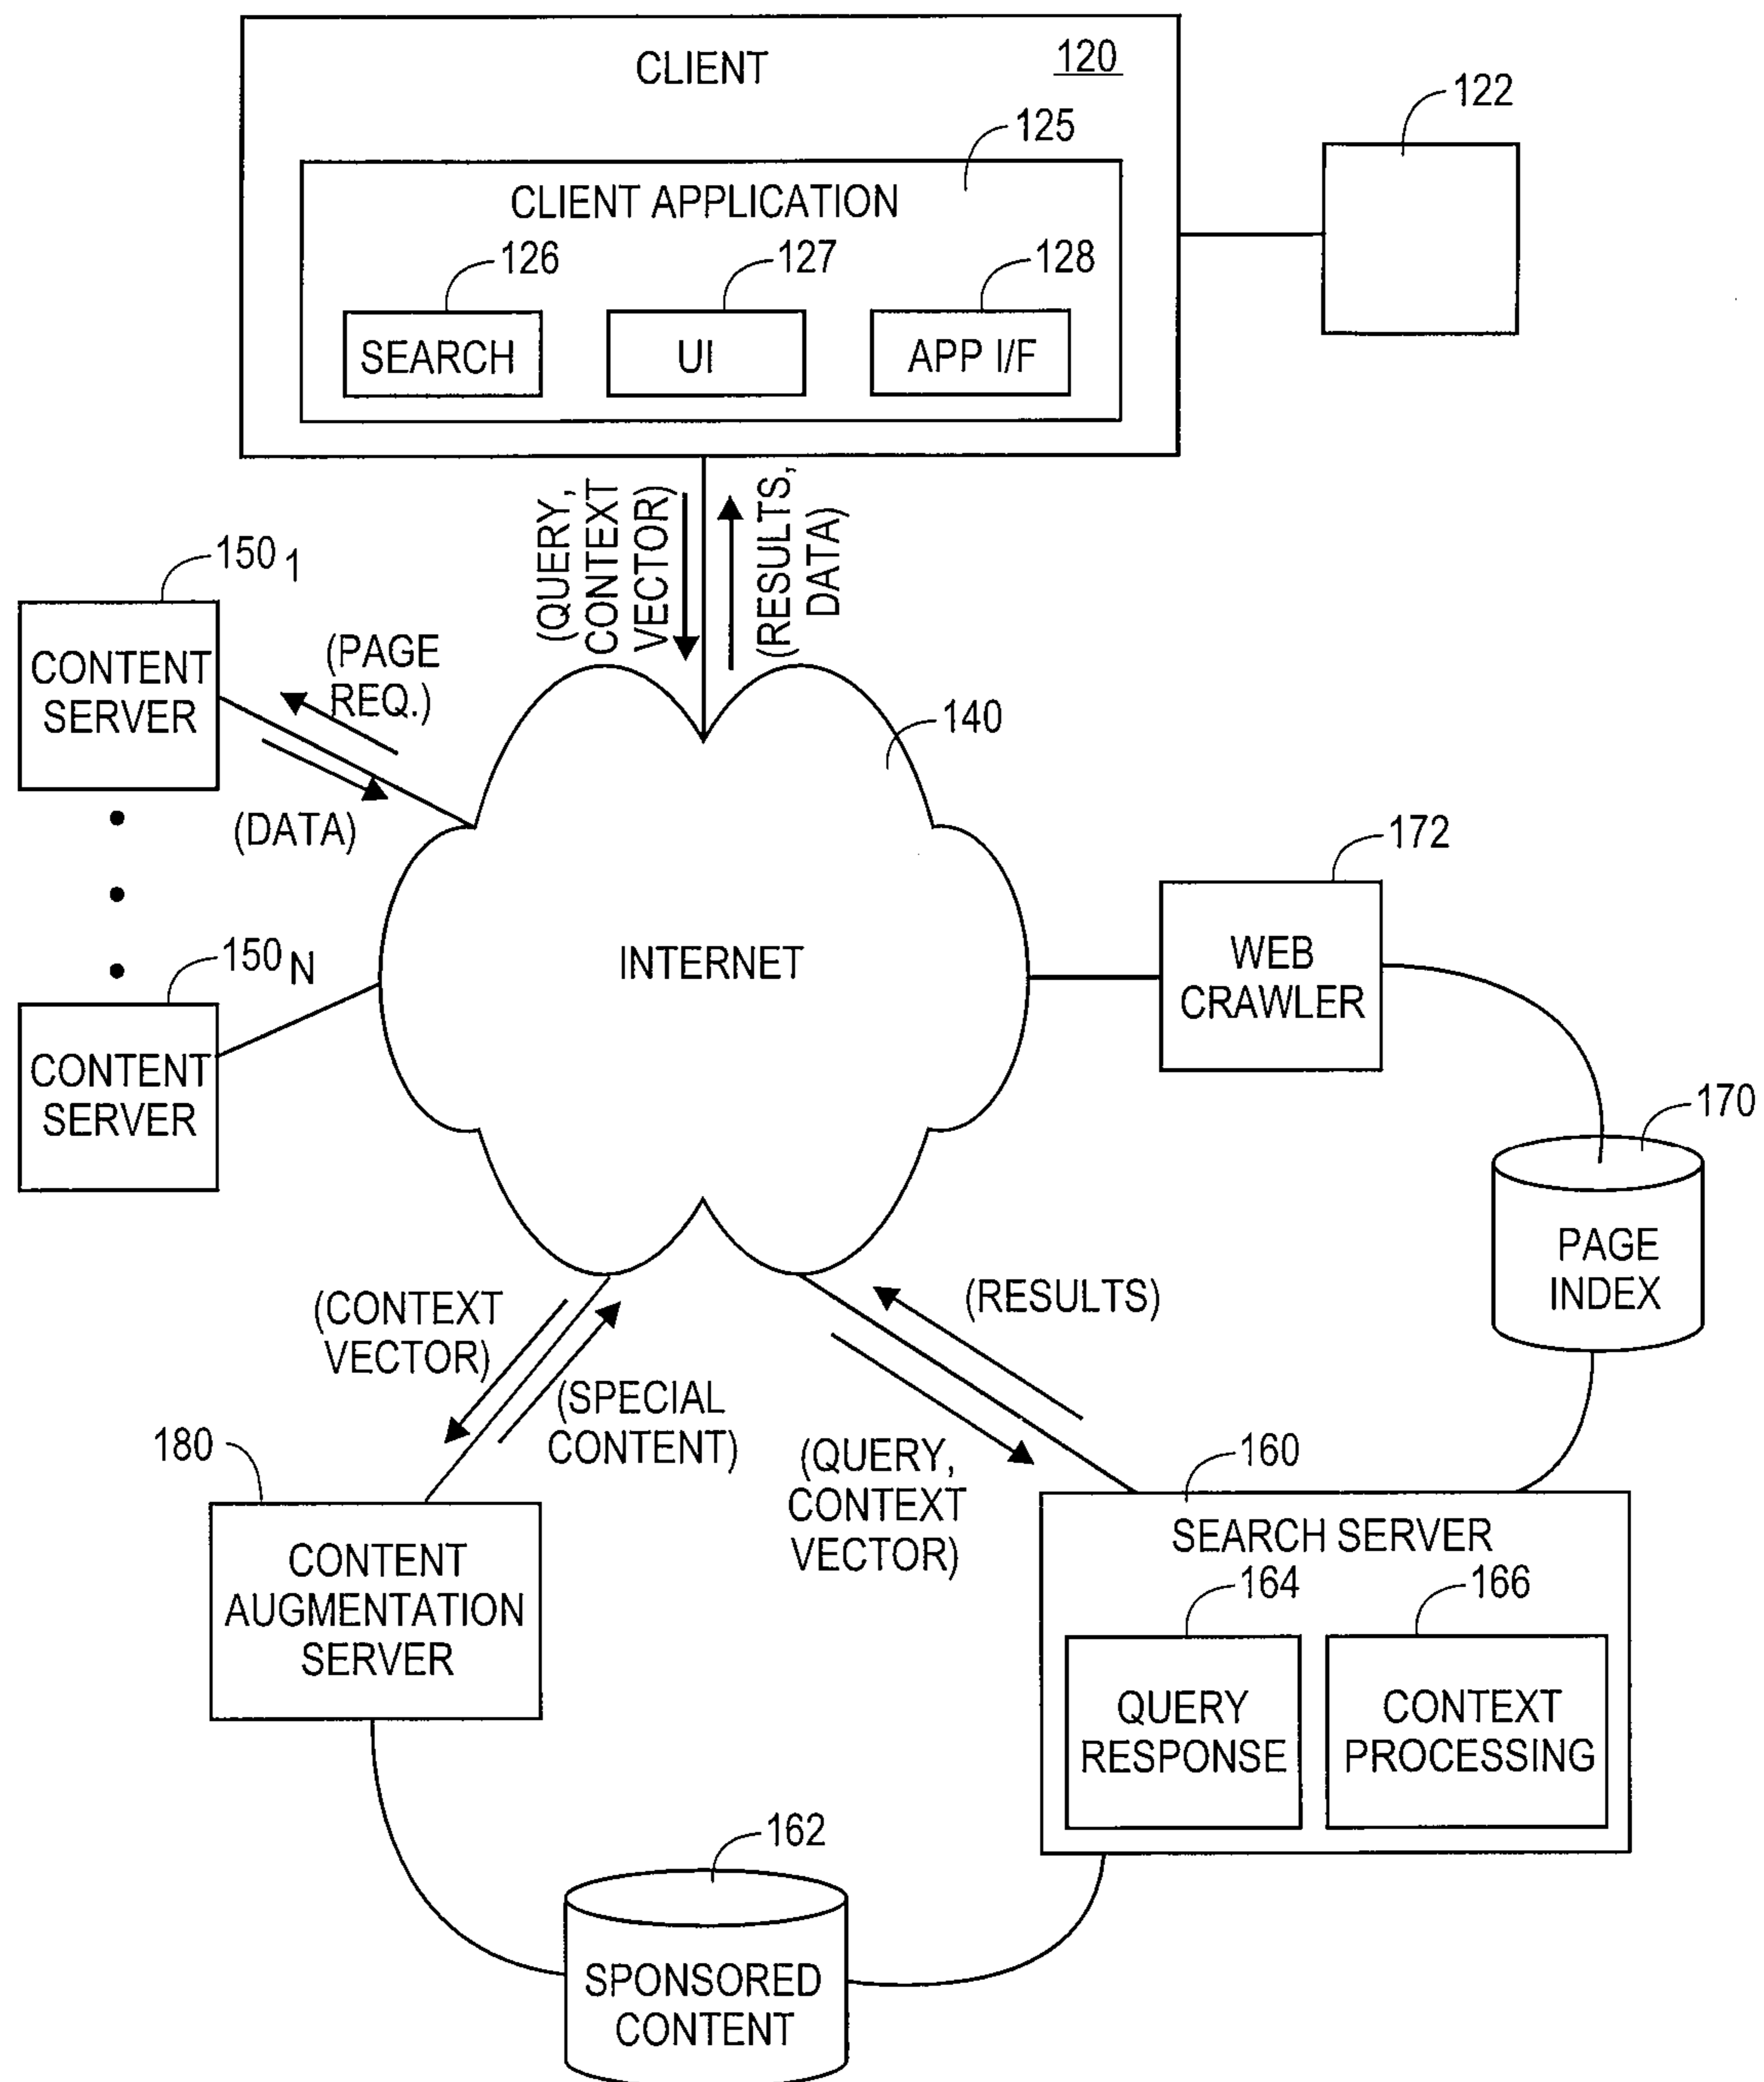 CLIENT
120
122
125
CLIENT APPLICATION
126
127
128
SEARCH
UI
APP I/F
(QUERY,
CONTEXT
VECTOR)
(RESULTS,
DATA)
150 1
CONTENT
SERVER
(PAGE
REQ.)
(DATA)
140
INTERNET
150 N
CONTENT
SERVER
172
WEB
CRAWLER
170
PAGE
INDEX
(CONTEXT
VECTOR)
(SPECIAL
CONTENT)
(RESULTS)
(QUERY,
CONTEXT
VECTOR)
180
CONTENT
AUGMENTATION
SERVER
160
SEARCH SERVER
164
166
QUERY
RESPONSE
CONTEXT
PROCESSING
162
SPONSORED
CONTENT